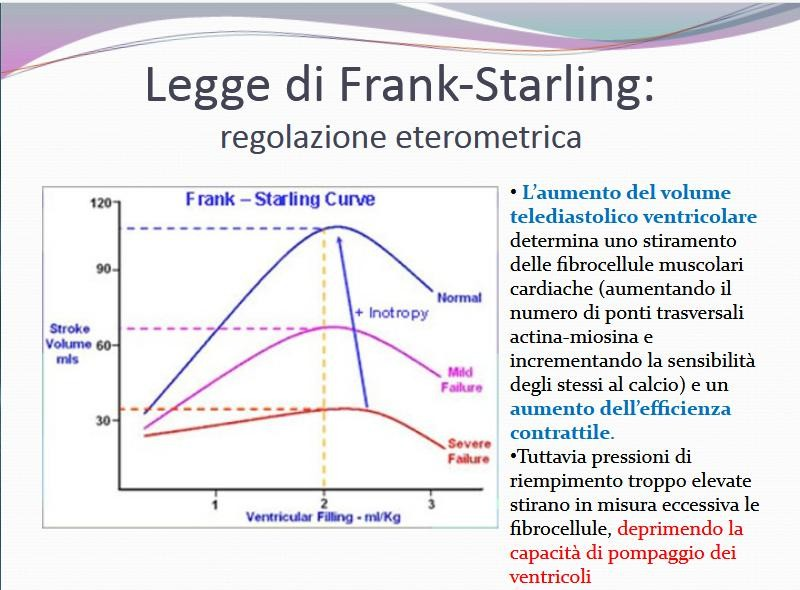 Legge di Frank-Starling:
regolazione eterometrica
Frank – Starling Curve
120
90
60
30
Stroke
Volume
mls
Normal
+ Inotropy
Mild
Failure
Severe
Failure
1
2
3
Ventricular Filling - ml/Kg
• L’aumento del volume
telediastolico ventricolare
determina uno stiramento
delle fibrocellule muscolari
cardiache (aumentando il
numero di ponti trasversali
actina-miosina e
incrementando la sensibilità
degli stessi al calcio) e un
aumento dell’efficienza
contrattile.
•Tuttavia pressioni di
riempimento troppo elevate
stirano in misura eccessiva le
fibrocellule, deprimendo la
capacità di pompaggio dei
ventricoli